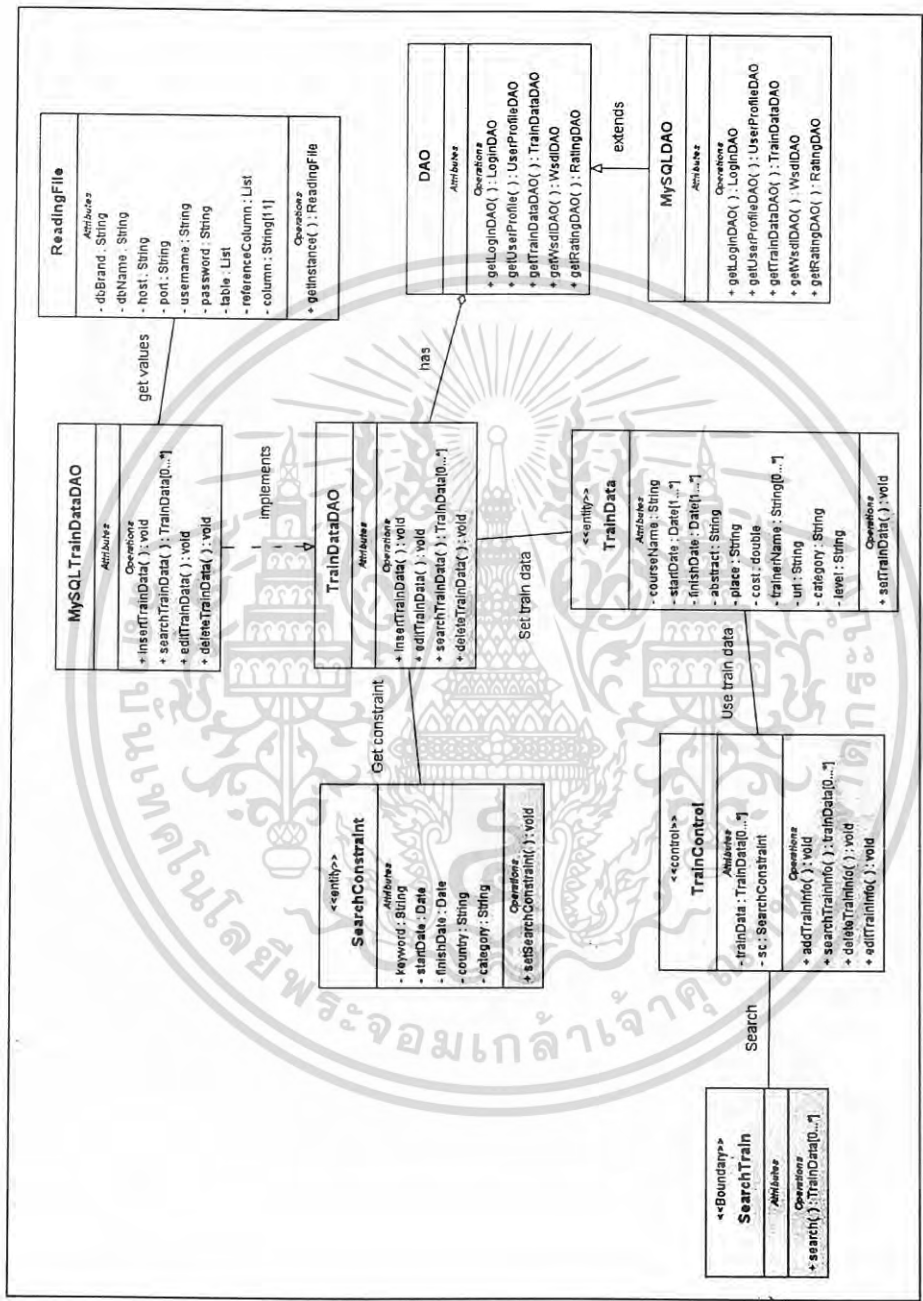 ReadingFile
Attributes
- dbBrand : String
- dbName : String
- host : String
- port : String
- username : String
- password : String
- table : List
- referenceColumn : List
- column : String[11]
Operations
+ getInstance( ) : ReadingFile
get values
MySQLTrainDataDAO
Attributes
Operations
+ insertTrainData( ) : void
+ searchTrainData( ) : TrainData[0...*]
+ editTrainData( ) : void
+ deleteTrainData( ) : void
implements
DAO
Attributes
Operations
+ getLoginDAO( ) : LoginDAO
+ getUserProfile( ) : UserProfileDAO
+ getTrainDataDAO( ) : TrainDataDAO
+ getWsdlDAO( ) : WsdlDAO
+ getRatingDAO( ) : RatingDAO
has
extends
TrainDataDAO
Attributes
Operations
+ insertTrainData( ) : void
+ editTrainData( ) : void
+ searchTrainData( ) : TrainData[0...*]
+ deleteTrainData( ) : void
MySQLDAO
Attributes
Operations
+ getLoginDAO( ) : LoginDAO
+ getUserProfileDAO( ) : UserProfileDAO
+ getTrainDataDAO( ) : TrainDataDAO
+ getWsdlDAO( ) : WsdlDAO
+ getRatingDAO( ) : RatingDAO
Get constraint
Set train data
<<entity>>
SearchConstraint
Attributes
- keyword : String
- startDate : Date
- finishDate : Date
- country : String
- category : String
Operations
+ setSearchConstraint( ) : void
<<entity>>
TrainData
Attributes
- courseName : String
- startDate : Date[1...*]
- finishDate : Date[1...*]
- abstract : String
- place : String
- cost : double
- trainerName : String[0...*]
- url : String
- category : String
- level : String
Operations
+ setTrainData( ) : void
Use train data
<<control>>
TrainControl
Attributes
- trainData : TrainData[0...*]
- sc : SearchConstraint
Operations
+ addTrainInfo( ) : void
+ searchTrainInfo( ) : trainData[0...*]
+ deleteTrainInfo( ) : void
+ editTrainInfo( ) : void
Search
<<Boundary>>
SearchTrain
Attributes
Operations
+ search( ) : TrainData[0...*]